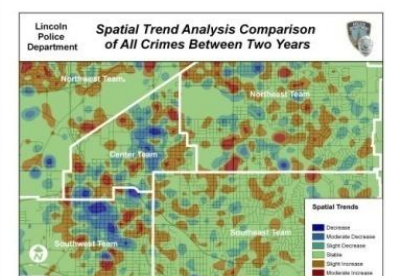 Lincoln
Police
Department
Spatial Trend Analysis Comparison
of All Crimes Between Two Years
Northwest Team
Northeast Team
Center Team
Southwest Team
Southeast Team
Spatial Trends
Decrease
Moderate Decrease
Slight Decrease
Stable
Slight Increase
Moderate Increase